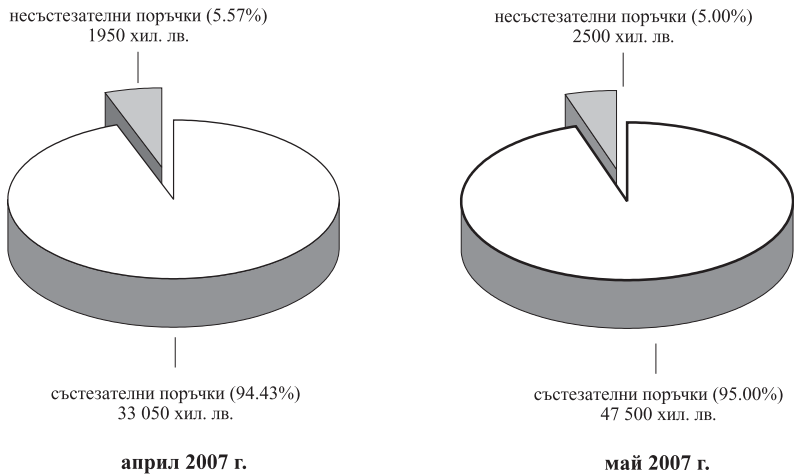 несъстезателни поръчки (5.57%)
1950 хил. лв.
състезателни поръчки (94.43%)
33 050 хил. лв.
април 2007 г.
несъстезателни поръчки (5.00%)
2500 хил. лв.
състезателни поръчки (95.00%)
47 500 хил. лв.
май 2007 г.